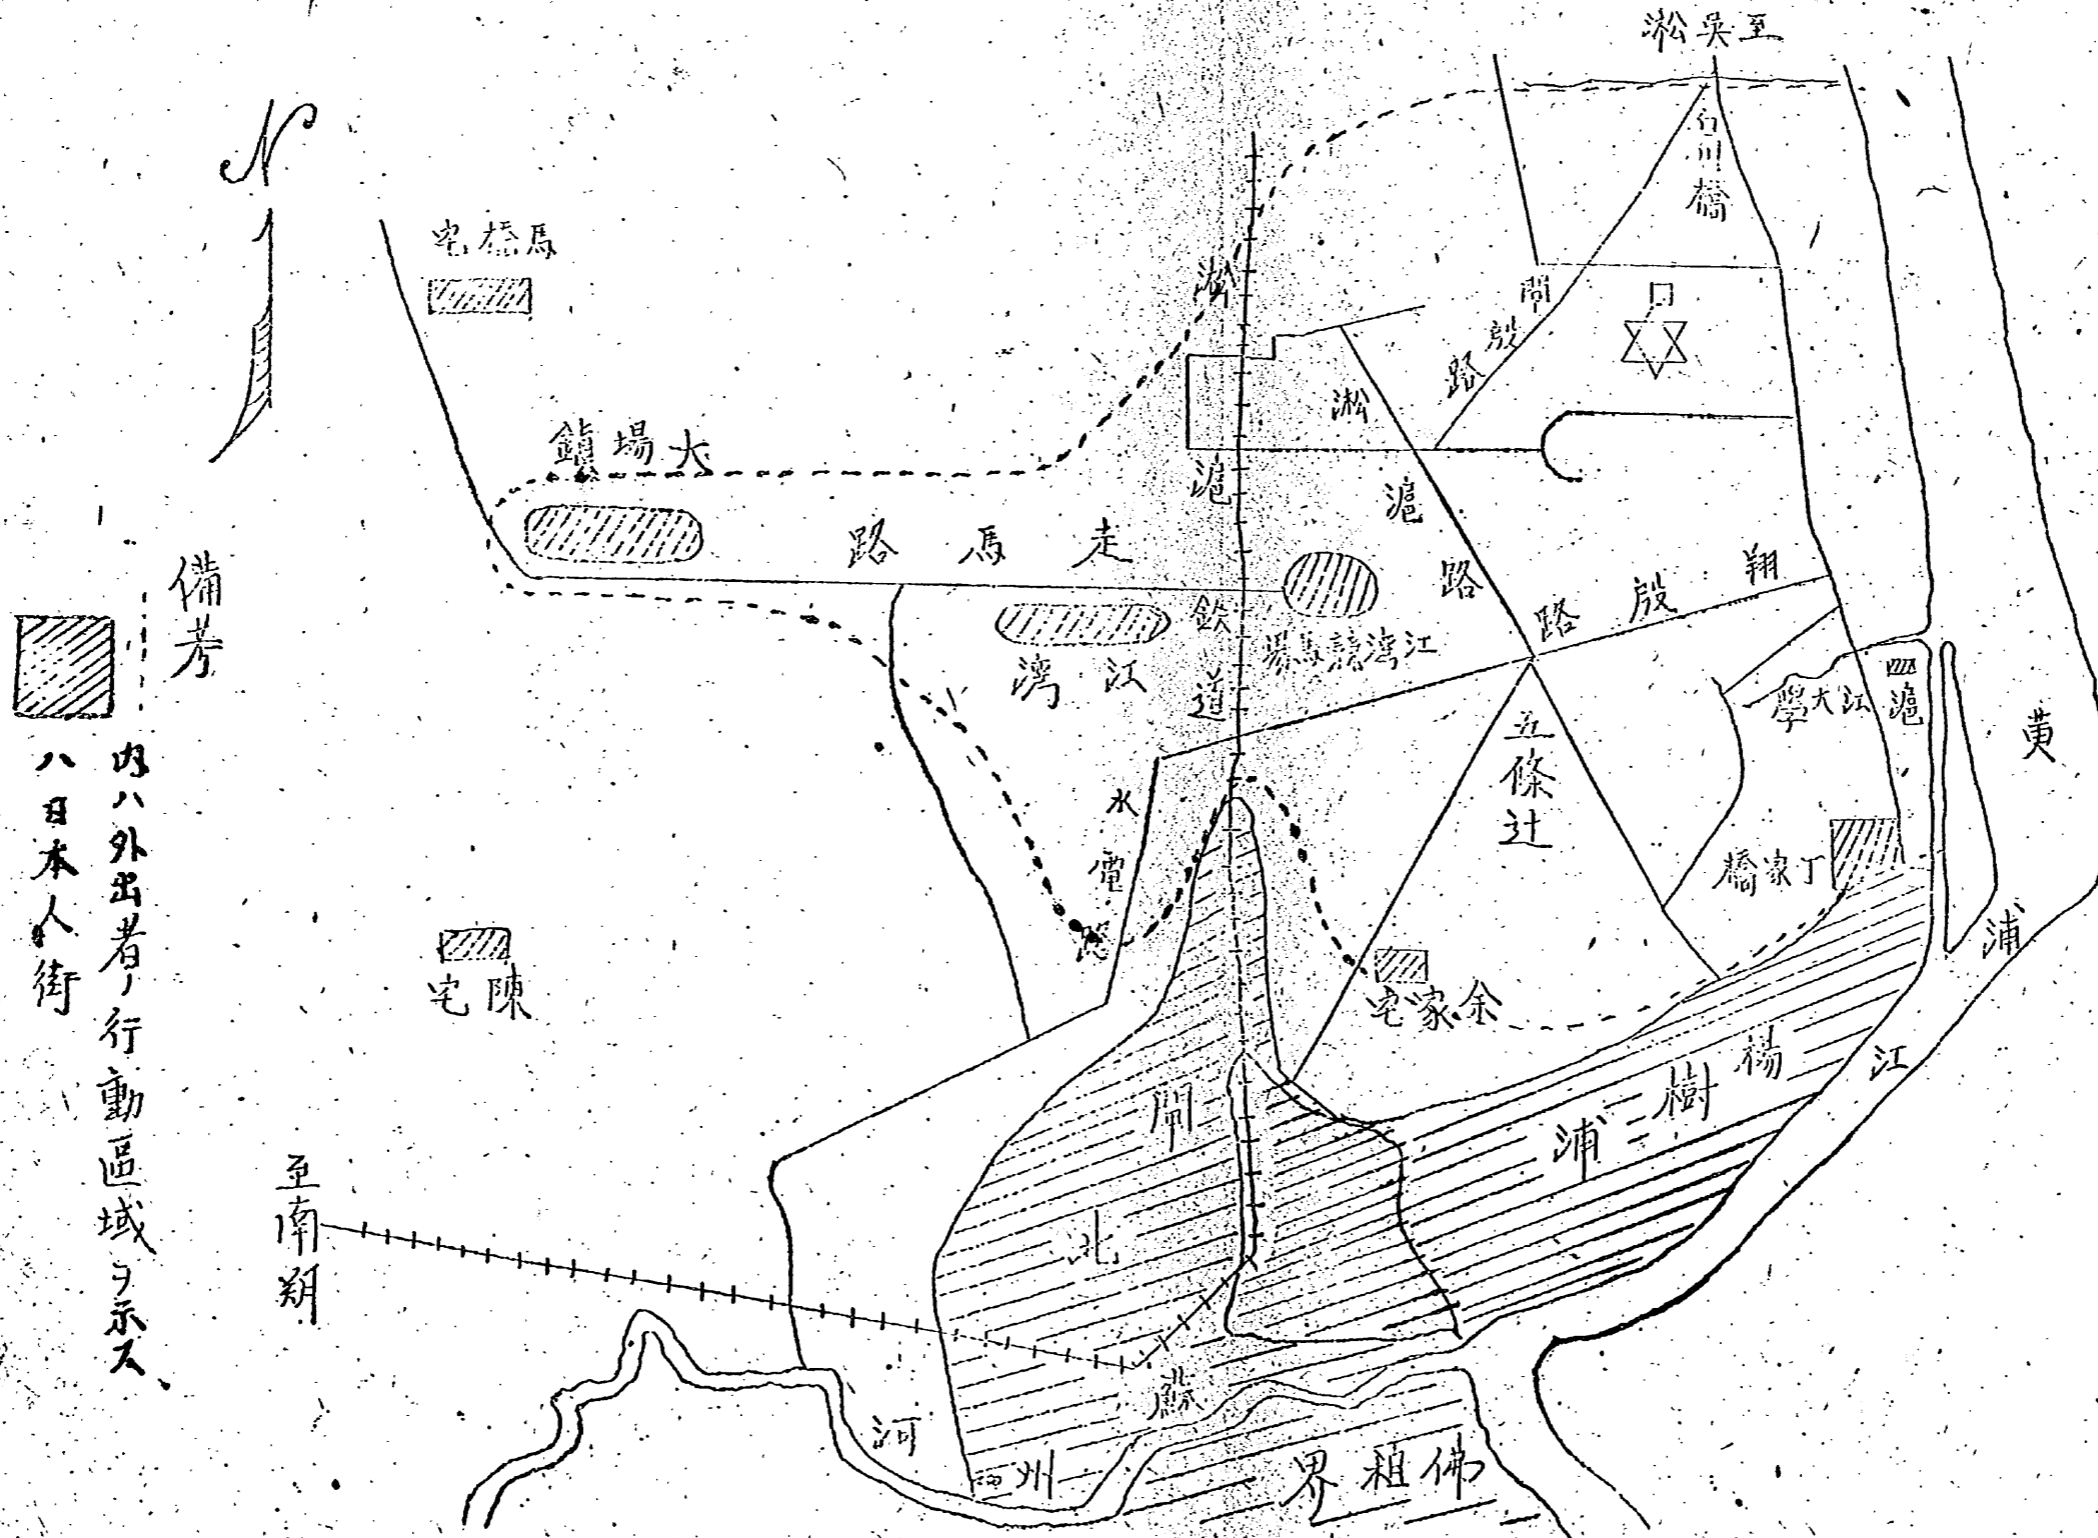 至吳淞
N
白川橋
馬橋宅
淞滬鉄道
間殷路
淞滬路
大場鎮
走馬路
翔殷路
江湾競馬場
江湾
滬江大學
五條辻
黄浦江
水電路
丁家橋
陳宅
余家宅
楊樹浦
閘北
至南翔
蘇州河
佛租界
備考
内ハ外出者ノ行動區域ヲ示ス、
ハ日本人街